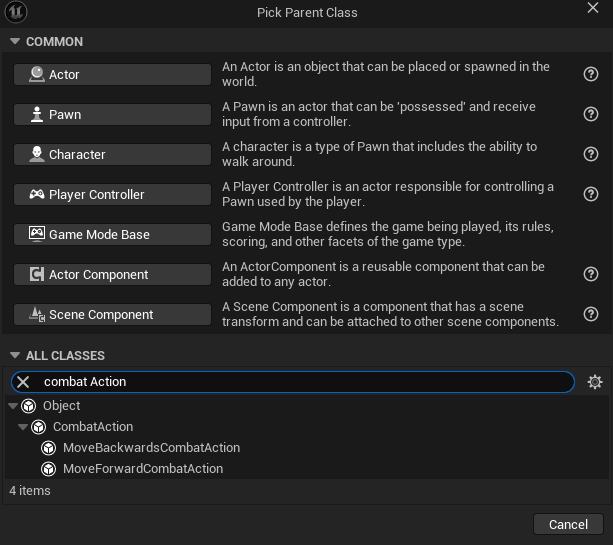 Pick Parent Class
COMMON
Actor
An Actor is an object that can be placed or spawned in the
world.
Pawn
A Pawn is an actor that can be 'possessed' and receive
input from a controller.
Character
A character is a type of Pawn that includes the ability to
walk around.
Player Controller
A Player Controller is an actor responsible for controlling a
Pawn used by the player.
Game Mode Base
Game Mode Base defines the game being played, its rules,
scoring, and other facets of the game type.
Actor Component
An ActorComponent is a reusable component that can be
added to any actor.
Scene Component
A Scene Component is a component that has a scene
transform and can be attached to other scene components.
ALL CLASSES
combat Action
Object
CombatAction
MoveBackwardsCombatAction
MoveForwardCombatAction
4 items
Cancel